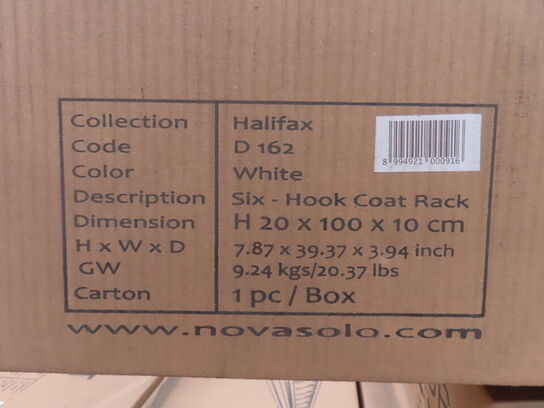 Collection Halifax
Code D 162
Color White
Description Six - Hook Coat Rack
Dimension H 20 x 100 x 10 cm
H x W x D 7.87 x 39.37 x 3.94 inch
GW 9.24 kgs/20.37 lbs
Carton 1 pc / Box
8 994921 000916
www.novasolo.com